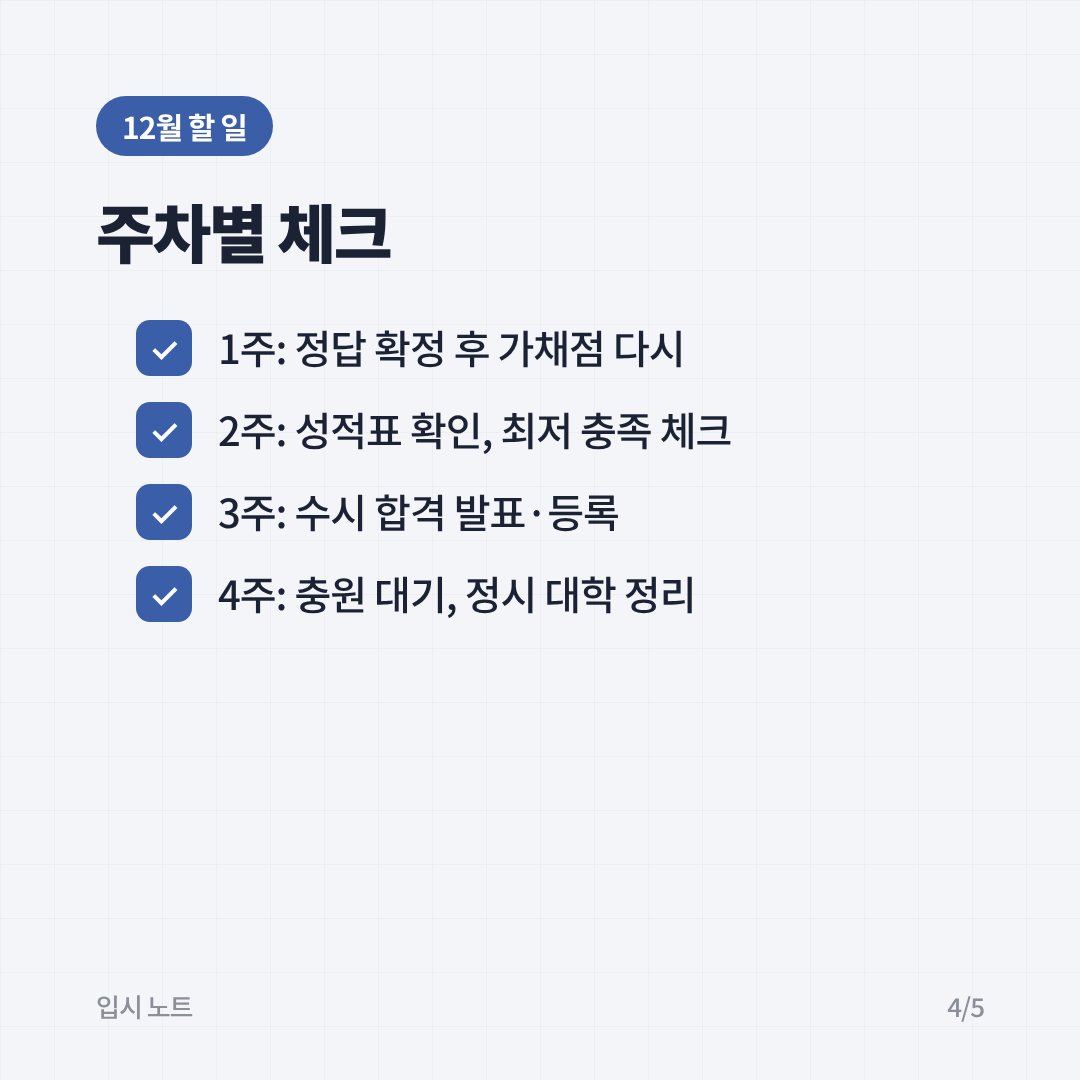 12월 할 일
주차별 체크
1주: 정답 확정 후 가채점 다시
2주: 성적표 확인, 최저 충족 체크
3주: 수시 합격 발표·등록
4주: 충원 대기, 정시 대학 정리
입시 노트
4/5